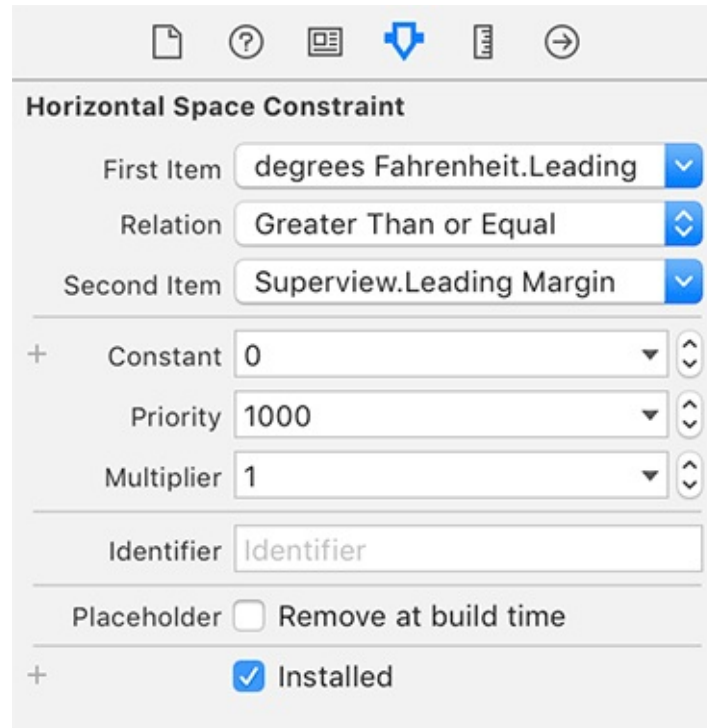 Horizontal Space Constraint
First Item degrees Fahrenheit.Leading
Relation Greater Than or Equal
Second Item Superview.Leading Margin
+ Constant 0
Priority 1000
Multiplier 1
Identifier Identifier
Placeholder Remove at build time
+ Installed